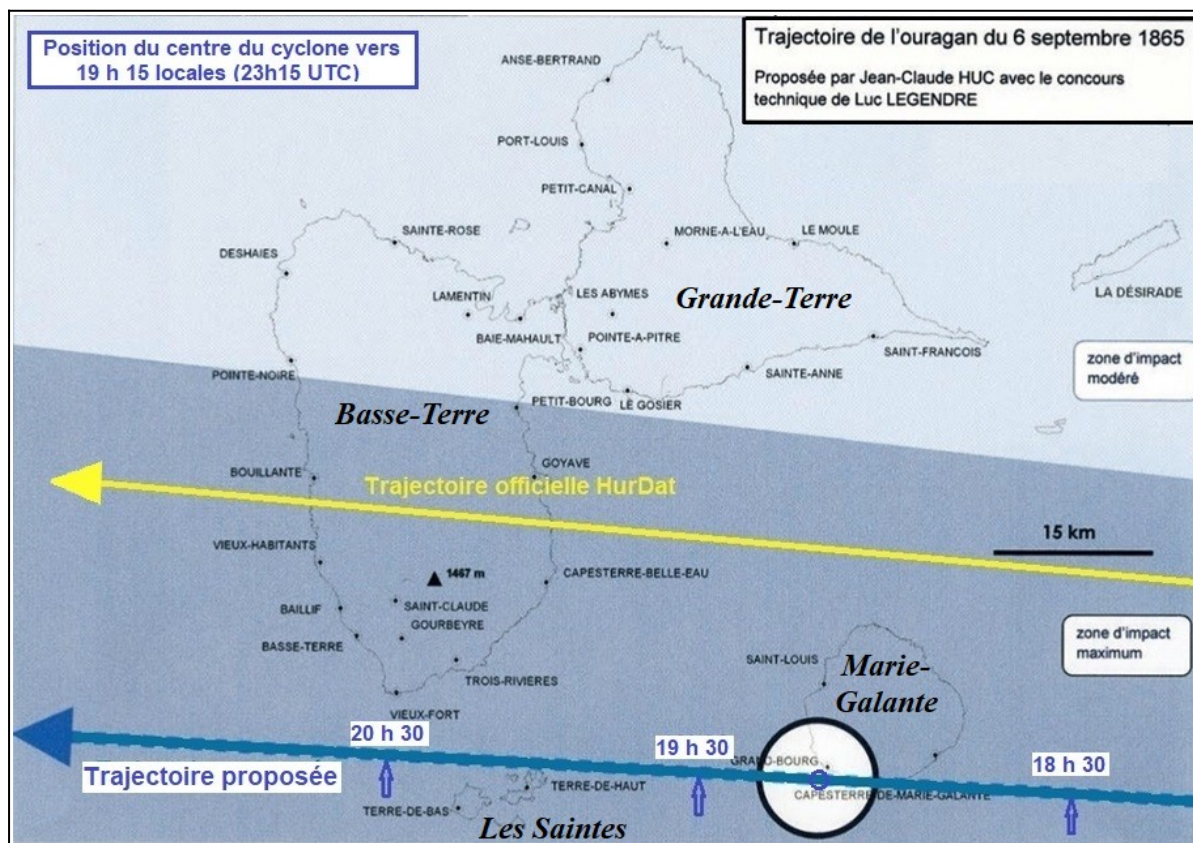 Position du centre du cyclone vers
19 h 15 locales (23h15 UTC)
Trajectoire de l'ouragan du 6 septembre 1865
Proposée par Jean-Claude HUC avec le concours
technique de Luc LEGENDRE
ANSE-BERTRAND
PORT-LOUIS
PETIT-CANAL
SAINTE-ROSE
MORNE-A-L'EAU
LE MOULE
DESHAIES
LAMENTIN
LES ABYMES
Grande-Terre
LA DÉSIRADE
BAIE-MAHAULT
POINTE-A-PITRE
SAINT-FRANCOIS
zone d'impact
modéré
POINTE-NOIRE
SAINTE-ANNE
Basse-Terre
PETIT-BOURG
LE GOSIER
BOUILLANTE
GOYAVE
Trajectoire officielle HurDat
15 km
VIEUX-HABITANTS
1467 m
CAPESTERRE-BELLE-EAU
BAILLIF
SAINT-CLAUDE
GOURBEYRE
BASSE-TERRE
zone d'impact
maximum
SAINT-LOUIS
Marie-
Galante
TROIS-RIVIERES
VIEUX-FORT
20 h 30
19 h 30
18 h 30
GRAND-BOURG
Trajectoire proposée
TERRE-DE-HAUT
CAPESTERRE-DE-MARIE-GALANTE
TERRE-DE-BAS
Les Saintes